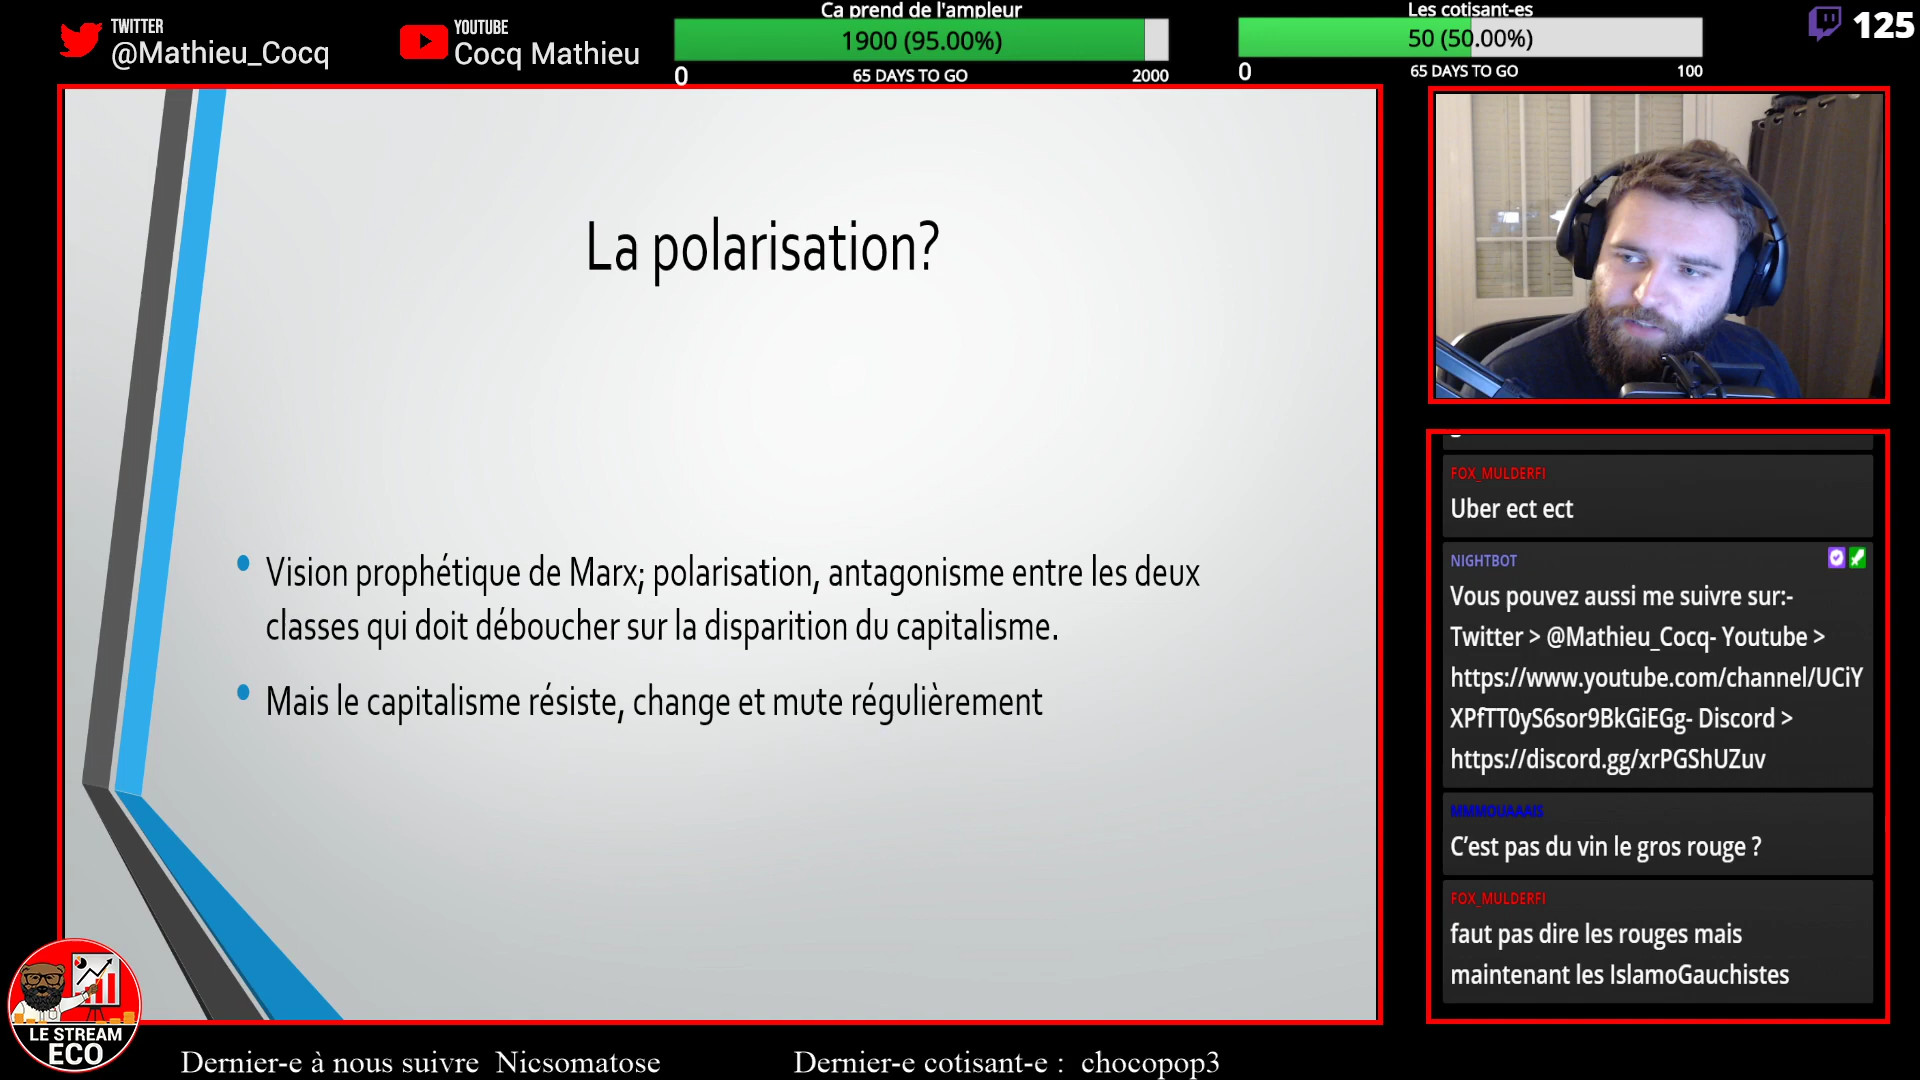 TWITTER
@Mathieu_Cocq
YOUTUBE
Cocq Mathieu
Ca prend de l'ampleur
1900 (95.00%)
0 65 DAYS TO GO 2000
Les cotisant-es
50 (50.00%)
0 65 DAYS TO GO 100
125
La polarisation?
Vision prophétique de Marx; polarisation, antagonisme entre les deux
classes qui doit déboucher sur la disparition du capitalisme.
Mais le capitalisme résiste, change et mute régulièrement
FOX_MULDERFI
Uber ect ect
NIGHTBOT
Vous pouvez aussi me suivre sur:-
Twitter > @Mathieu_Cocq- Youtube >
https://www.youtube.com/channel/UCiY
XPfTT0yS6sor9BkGiEGg- Discord >
https://discord.gg/xrPGShUZuv
MMMOUAAAIS
C'est pas du vin le gros rouge ?
FOX_MULDERFI
faut pas dire les rouges mais
maintenant les IslamoGauchistes
LE STREAM
ECO
Dernier-e à nous suivre Nicsomatose
Dernier-e cotisant-e : chocopop3